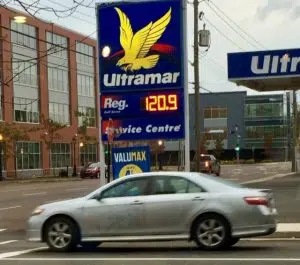 Ultramar
Ultr
Reg.
120.9
Service Centre
VALUMAX